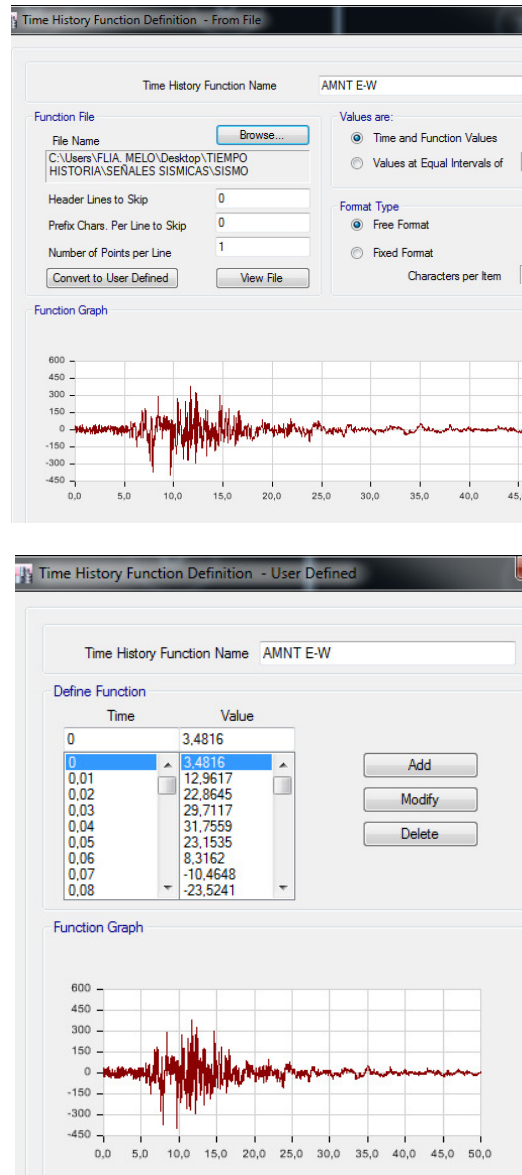 Time History Function Definition - From File
Time History Function Name AMNT E-W
Function File
Values are:
File Name Browse...
Time and Function Values
C:\Users\FLIA. MELO\Desktop\TIEMPO
HISTORIA\SEÑALES SISMICAS\SISMO
Values at Equal Intervals of
Header Lines to Skip 0
Format Type
Prefix Chars. Per Line to Skip 0
Free Format
Number of Points per Line 1
Fixed Format
Convert to User Defined View File
Characters per Item
Function Graph
600
450
300
150
0
-150
-300
-450
0,0 5,0 10,0 15,0 20,0 25,0 30,0 35,0 40,0 45,
Time History Function Definition - User Defined
Time History Function Name AMNT E-W
Define Function
Time Value
0 3,4816
0 3,4816
0,01 12,9617
0,02 22,8645
0,03 29,7117
0,04 31,7559
0,05 23,1535
0,06 8,3162
0,07 -10,4648
0,08 -23,5241
Add
Modify
Delete
Function Graph
600
450
300
150
0
-150
-300
-450
0,0 5,0 10,0 15,0 20,0 25,0 30,0 35,0 40,0 45,0 50,0